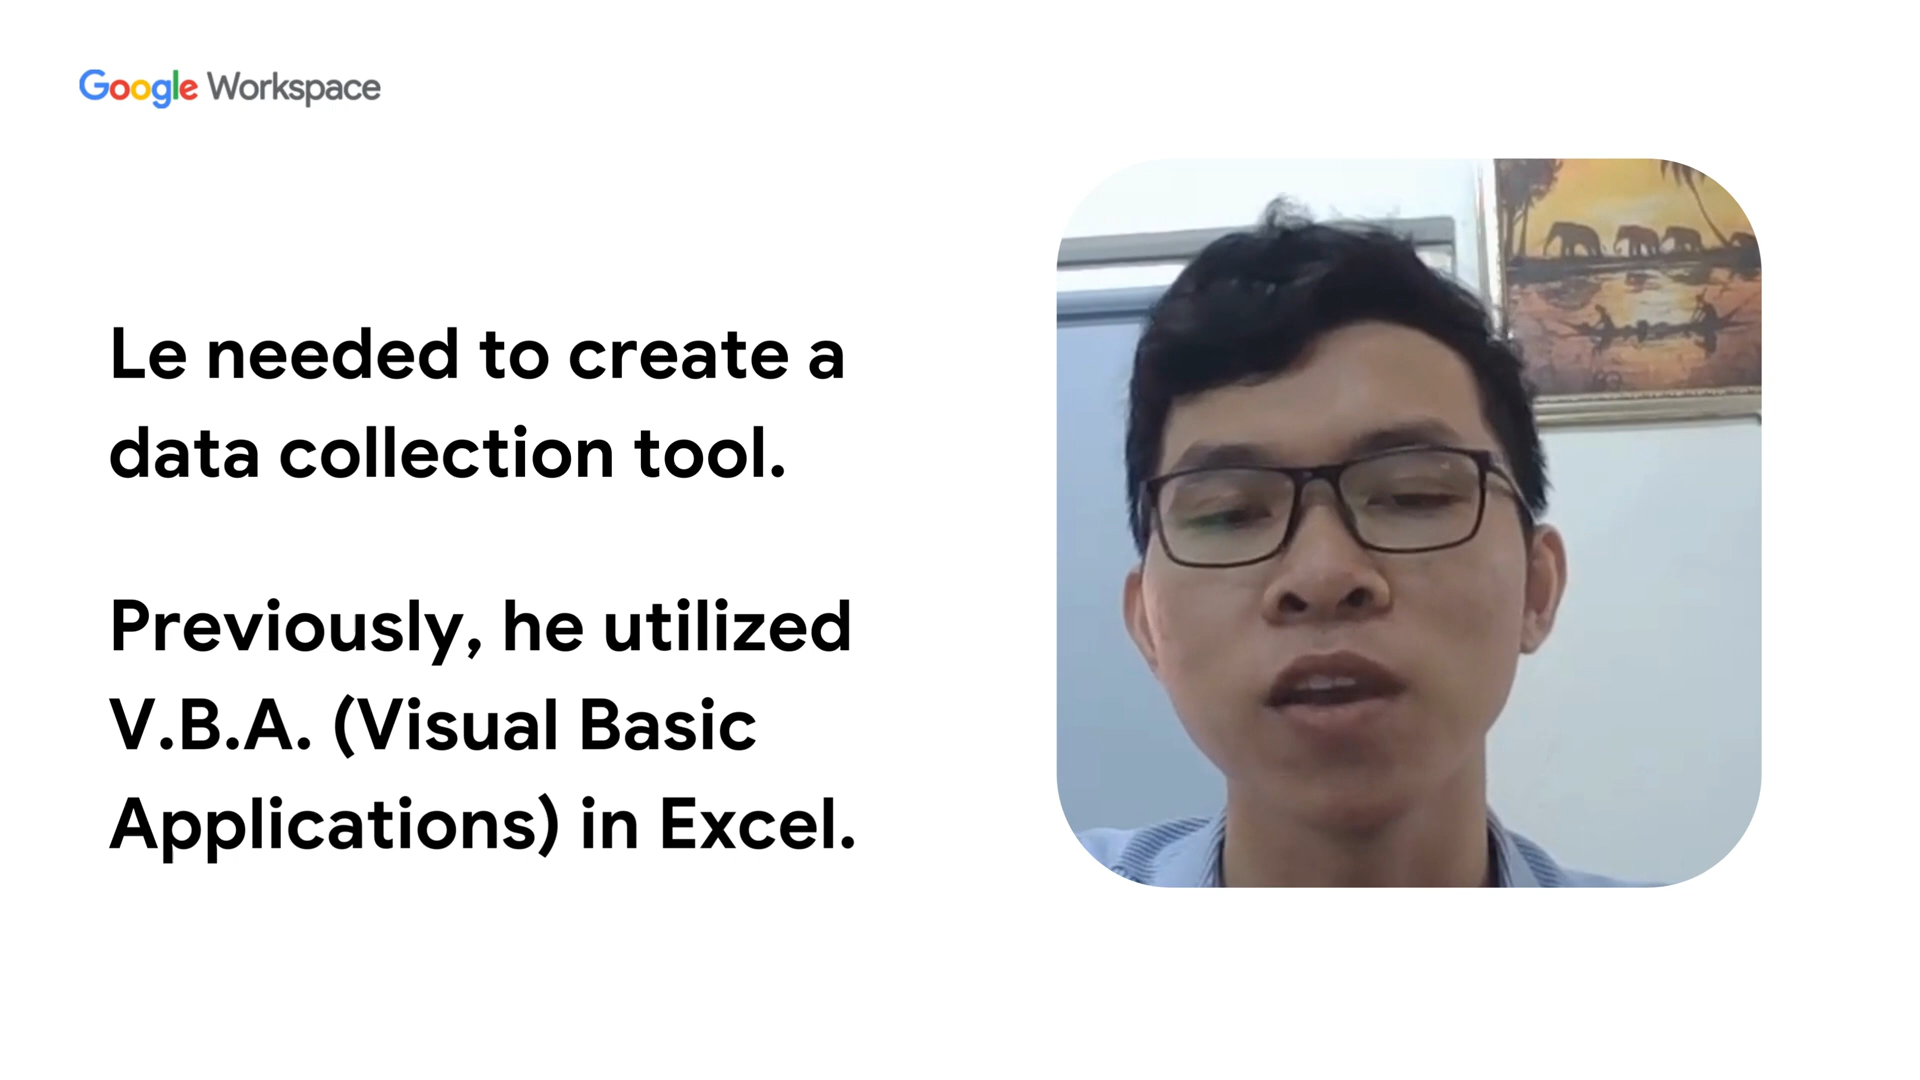 Google Workspace
Le needed to create a
data collection tool.
Previously, he utilized
V.B.A. (Visual Basic
Applications) in Excel.